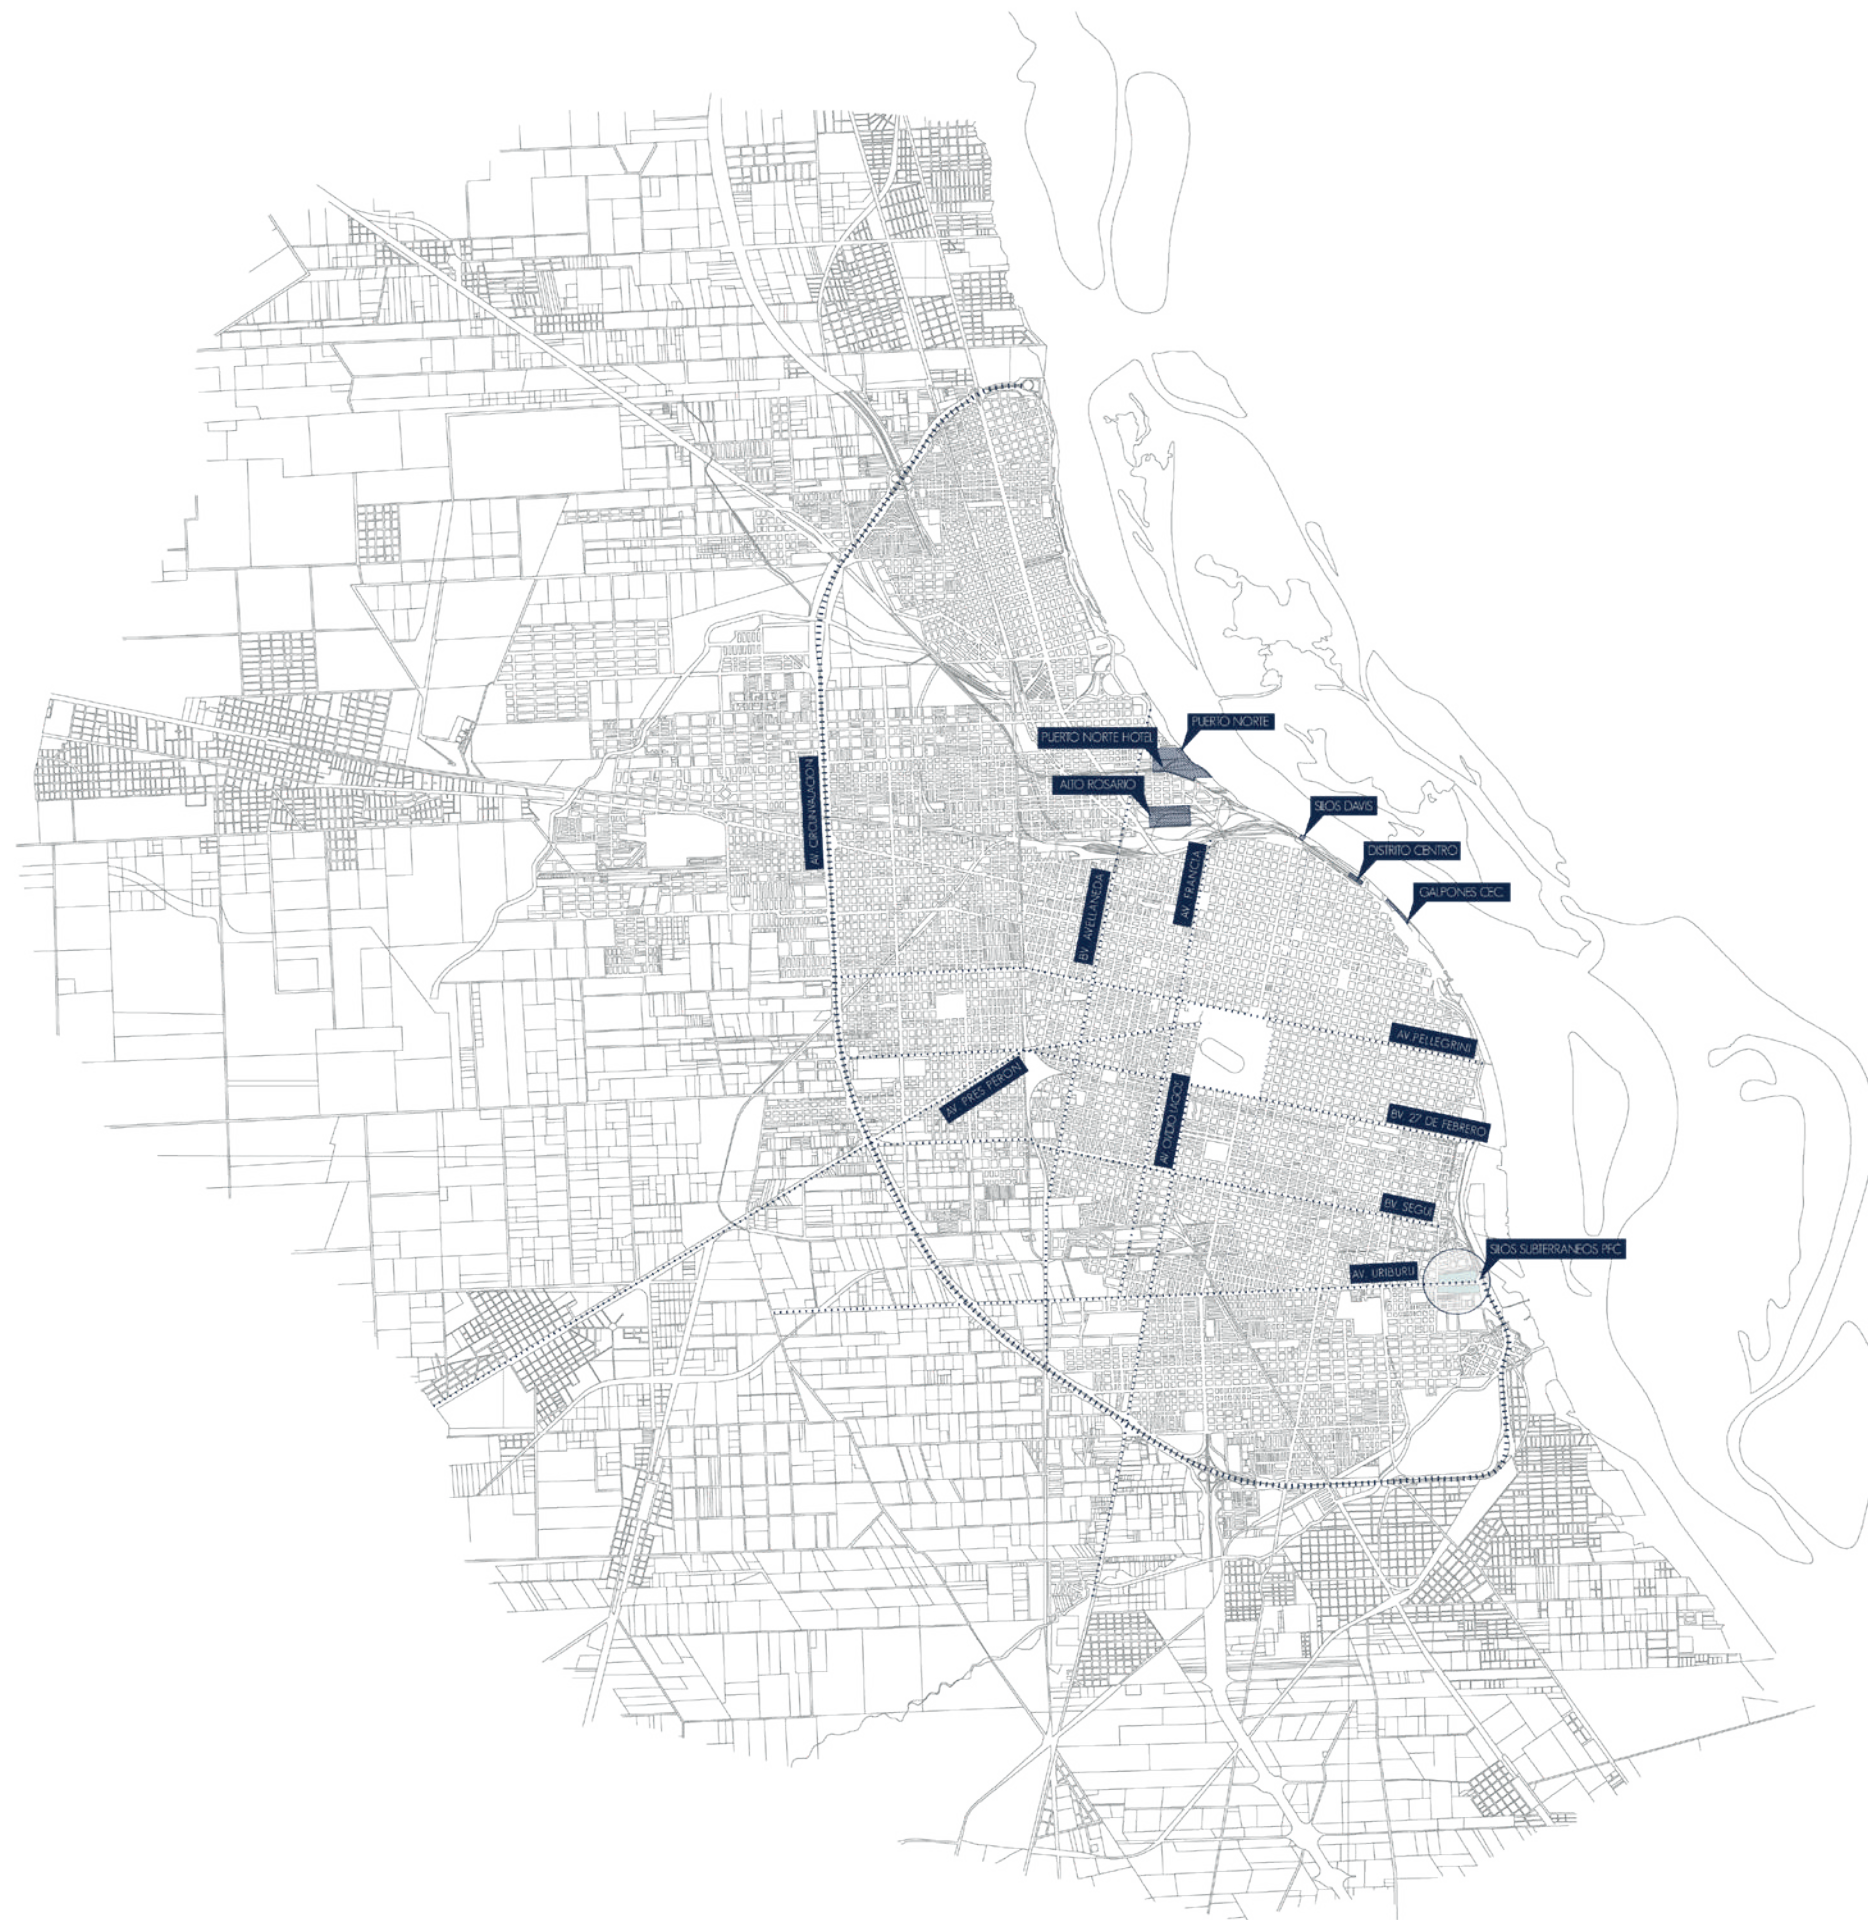 PUERTO NORTE
PUERTO NORTE HOTEL
ALTO ROSARIO
SILOS DAVIS
DISTRITO CENTRO
GALPONES CEC
AV. CIRCUNVALACION
BV. AVELLANEDA
AV. FRANCIA
AV.PELLEGRINI
AV. PRES PERON
AV. OVIDIO LAGOS
BV. 27 DE FEBRERO
BV. SEGUI
SILOS SUBTERRANEOS PFC
AV. URIBURU